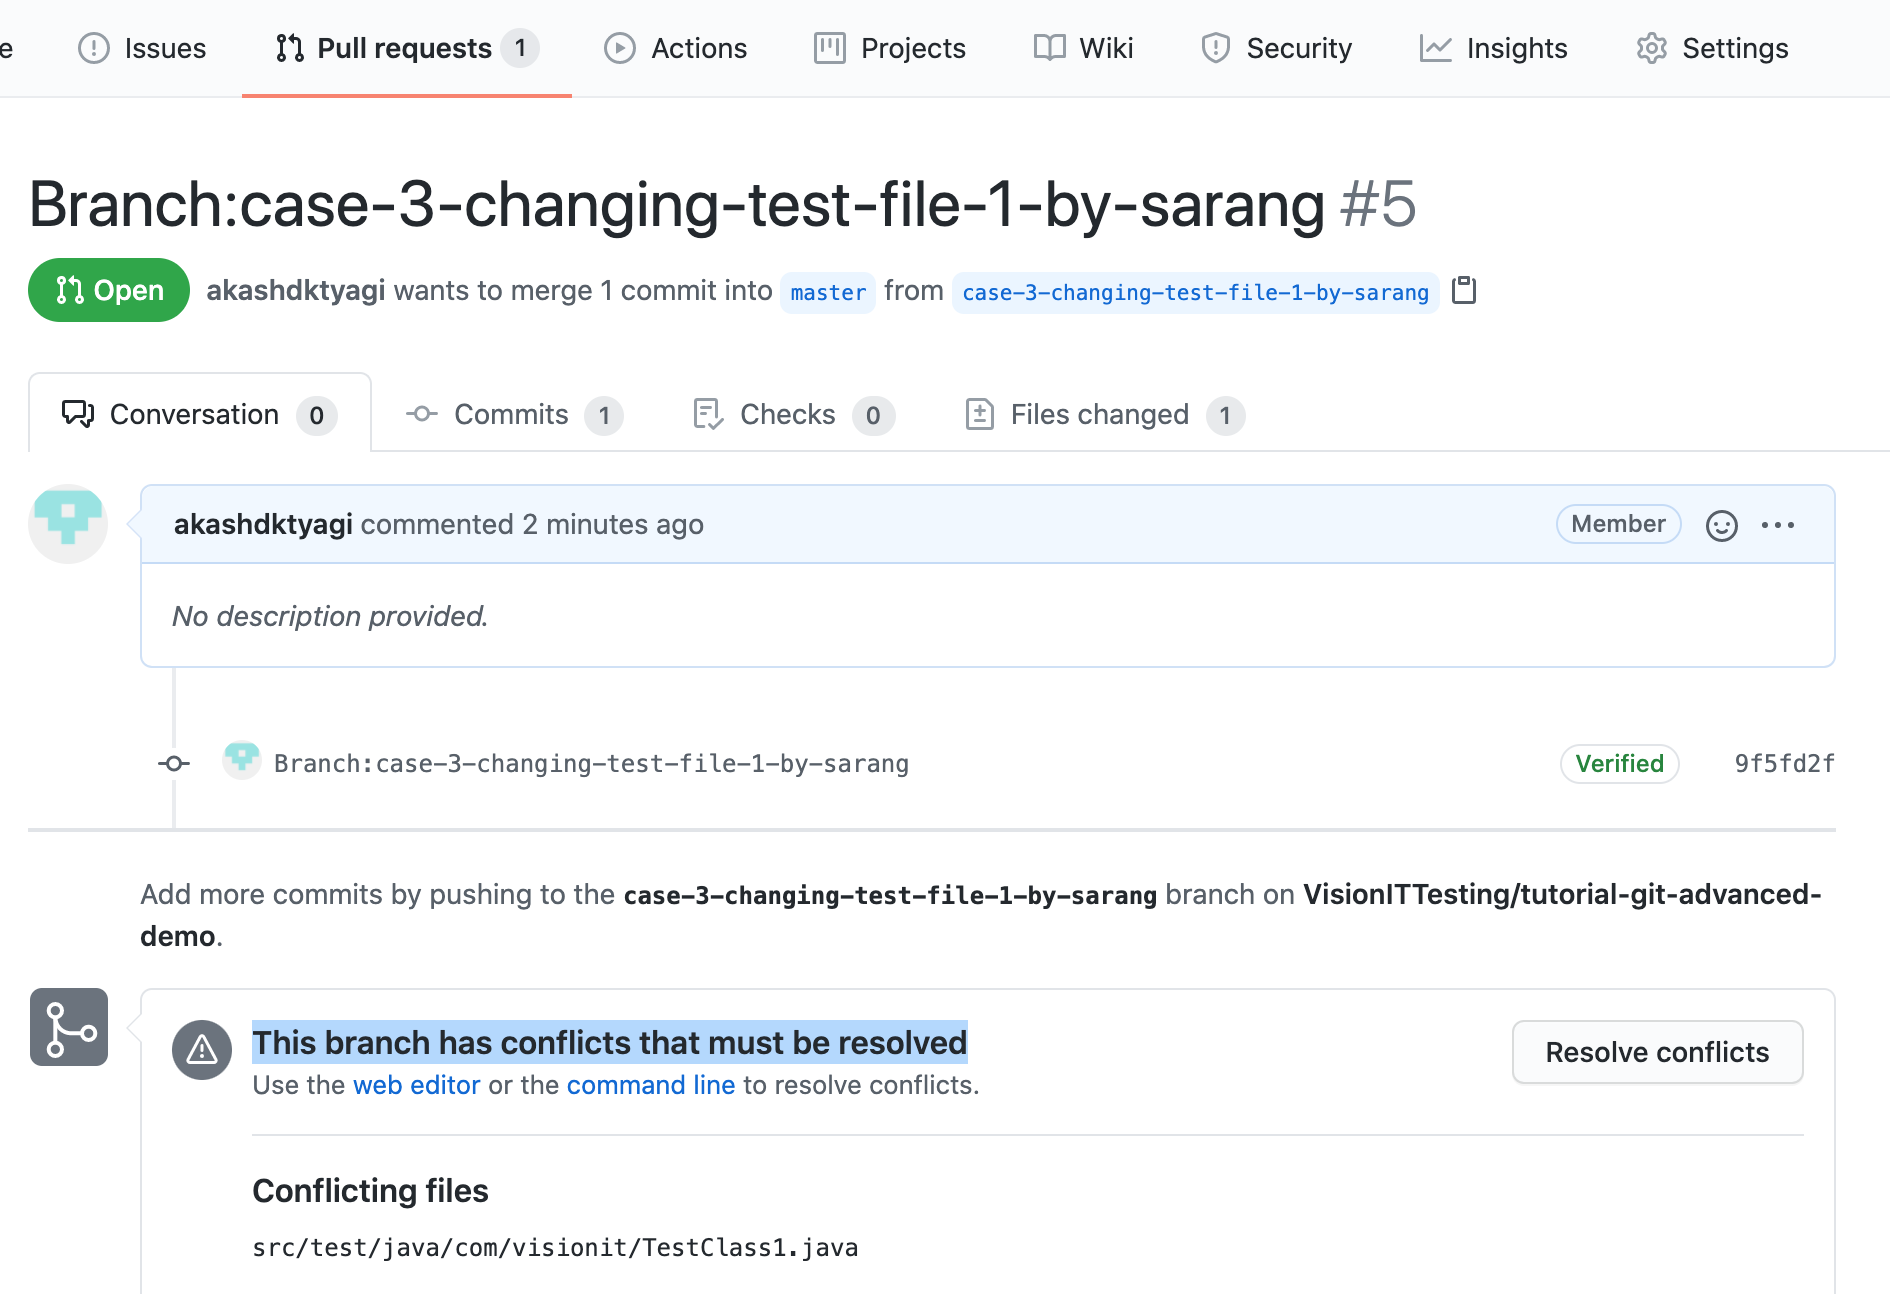 e Issues Pull requests 1 Actions Projects Wiki Security Insights Settings
Branch:case-3-changing-test-file-1-by-sarang #5
Open akashdktyagi wants to merge 1 commit into master from case-3-changing-test-file-1-by-sarang
Conversation 0 Commits 1 Checks 0 Files changed 1
akashdktyagi commented 2 minutes ago Member
No description provided.
Branch:case-3-changing-test-file-1-by-sarang Verified 9f5fd2f
Add more commits by pushing to the case-3-changing-test-file-1-by-sarang branch on VisionITTesting/tutorial-git-advanced-
demo.
This branch has conflicts that must be resolved
Resolve conflicts
Use the web editor or the command line to resolve conflicts.
Conflicting files
src/test/java/com/visionit/TestClass1.java